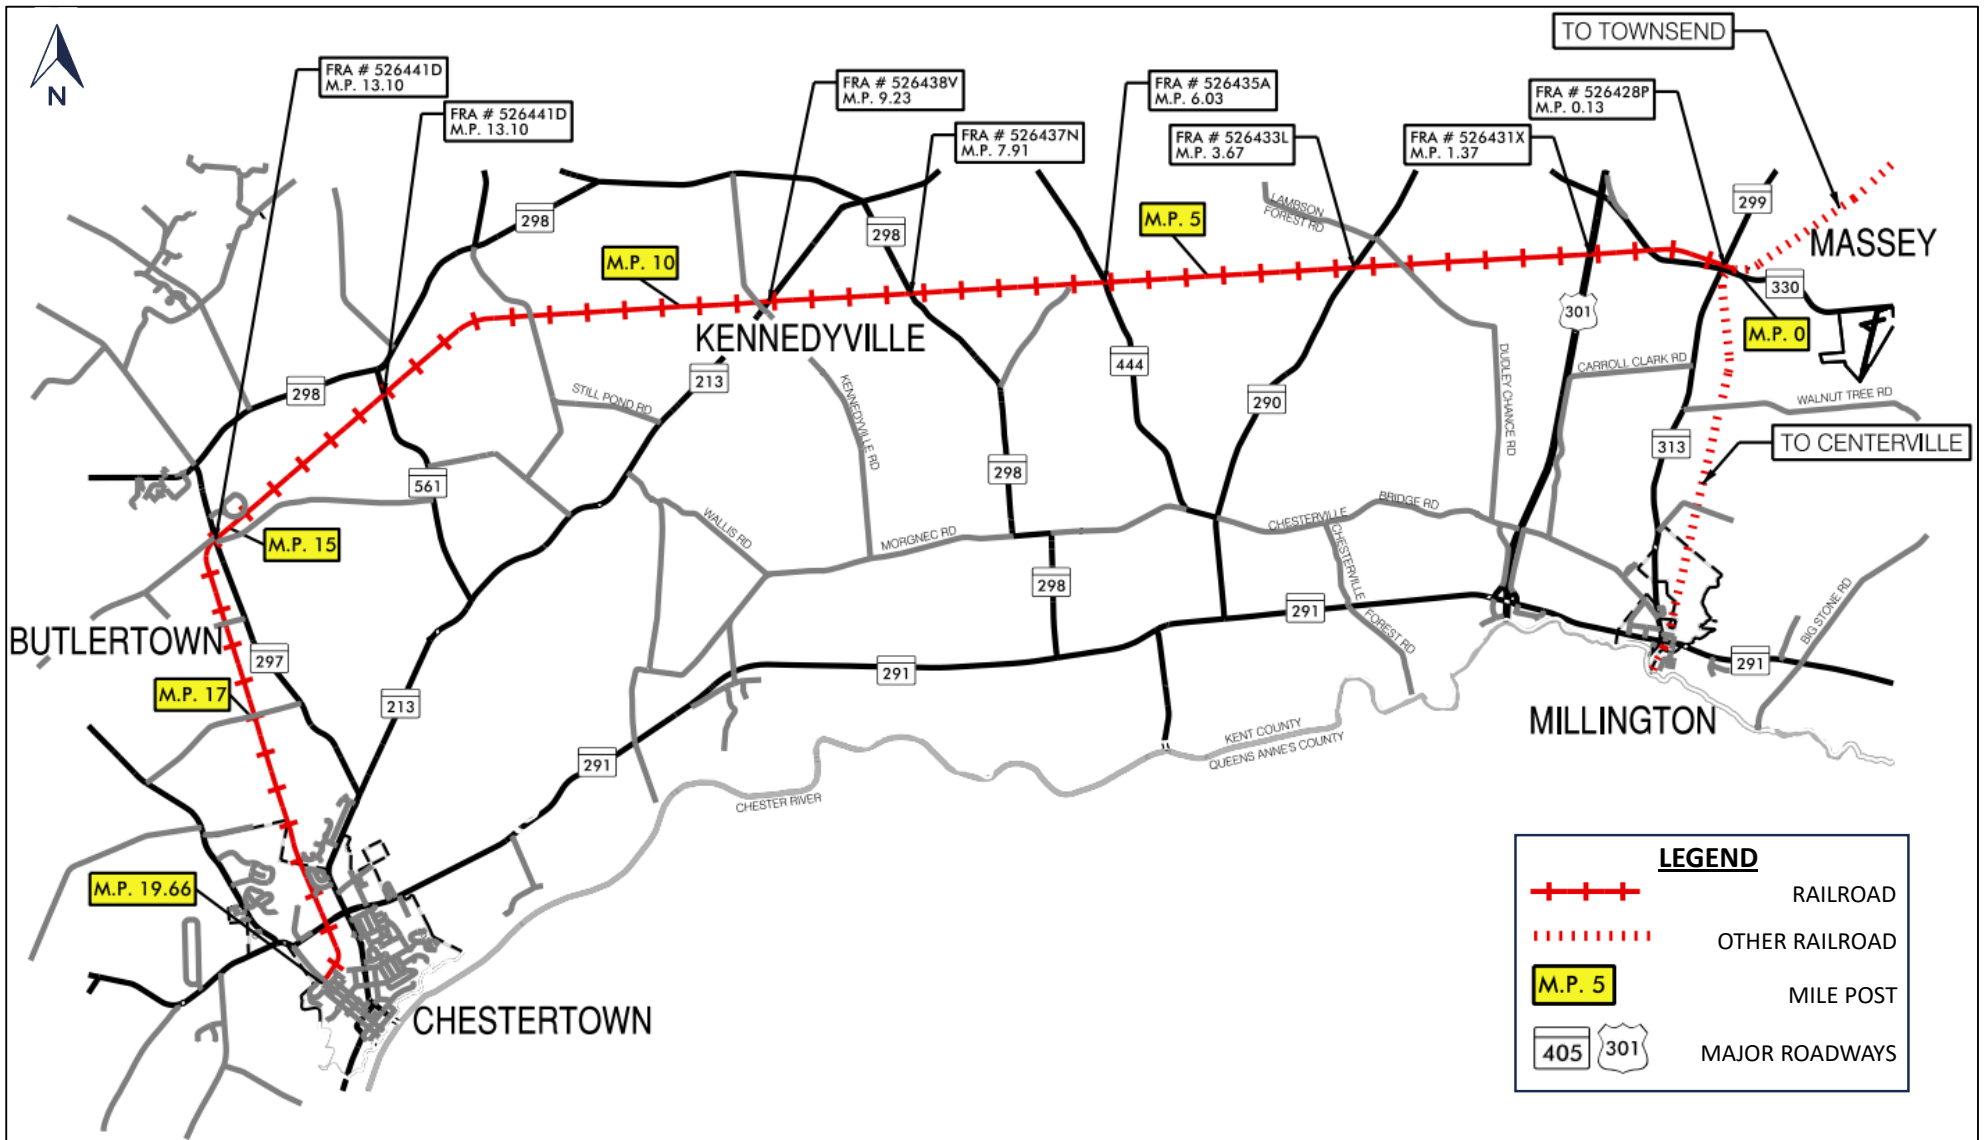 TO TOWNSEND
N
FRA # 526441D
M.P. 13.10
FRA # 526441D
M.P. 13.10
FRA # 526438V
M.P. 9.23
FRA # 526437N
M.P. 7.91
FRA # 526435A
M.P. 6.03
FRA # 526433L
M.P. 3.67
FRA # 526431X
M.P. 1.37
FRA # 526428P
M.P. 0.13
298
298
299
LAMBSON
FOREST RD
M.P. 5
MASSEY
M.P. 10
330
301
M.P. 0
KENNEDYVILLE
444
213
298
290
STILL POND RD
KENNEDYVILLE RD
DUDLEY CHANCE RD
CARROLL CLARK RD
WALNUT TREE RD
313
TO CENTERVILLE
561
298
WALLIS RD
MORGNEC RD
CHESTERVILLE
BRIDGE RD
M.P. 15
298
CHESTERVILLE
FOREST RD
291
BIG STONE RD
BUTLERTOWN
297
291
291
M.P. 17
213
MILLINGTON
KENT COUNTY
QUEENS ANNE'S COUNTY
291
CHESTER RIVER
M.P. 19.66
CHESTERTOWN
LEGEND
RAILROAD
OTHER RAILROAD
M.P. 5
MILE POST
405
301
MAJOR ROADWAYS